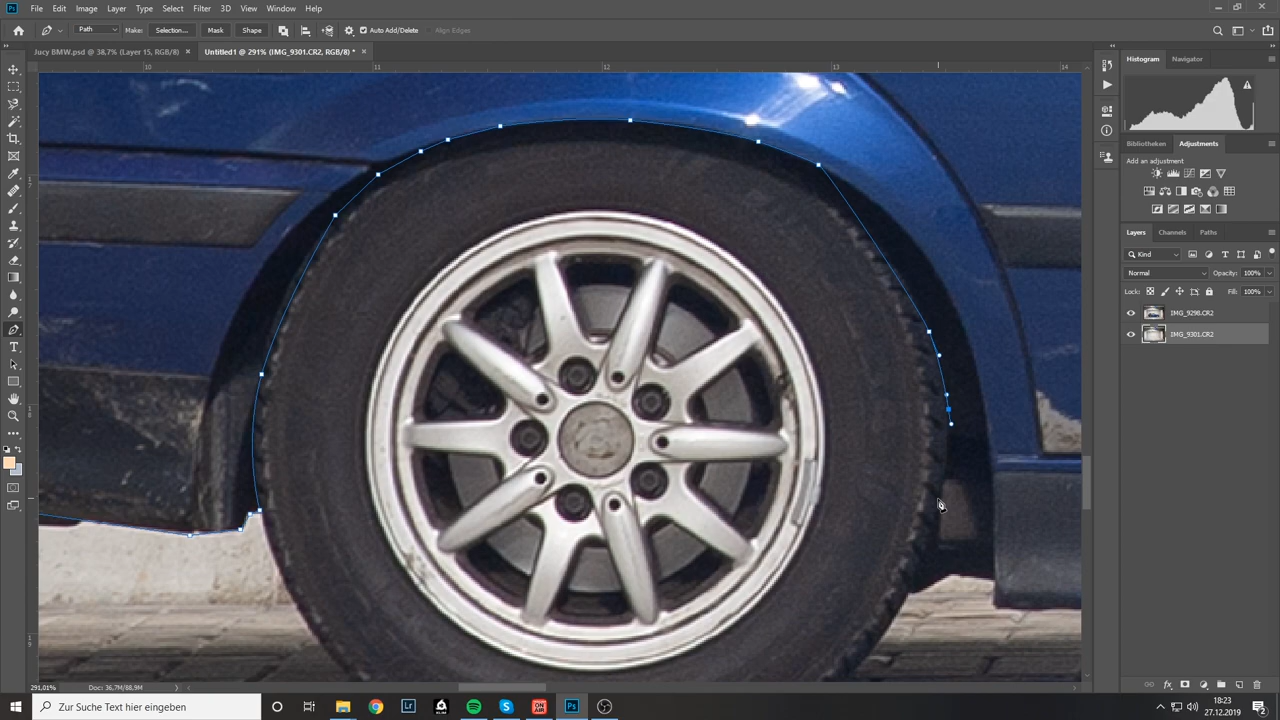 File Edit Image Layer Type Select Filter 3D View Window Help
Path Make: Selection... Mask Shape Auto Add/Delete Align Edges
Jucy BMW.psd @ 38,7% (Layer 15, RGB/8) * × Untitled1 @ 291% (IMG_9301.CR2, RGB/8) * ×
10 11 12 13 14
Histogram Navigator
Bibliotheken Adjustments
Add an adjustment
Layers Channels Paths
Kind
Normal Opacity: 100%
Lock: Fill: 100%
IMG_9298.CR2
IMG_9301.CR2
291,01% Doc: 36,7M/88,9M
Zur Suche Text hier eingeben
18:23
27.12.2019